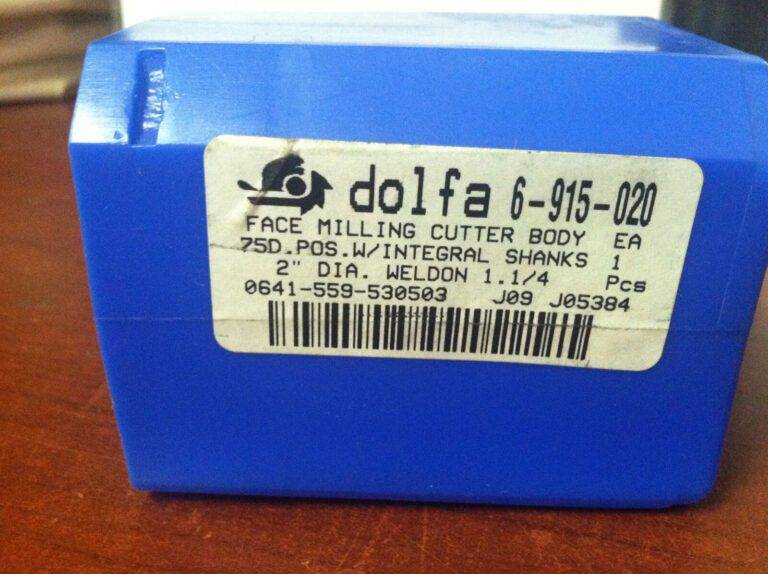 dolfa 6-915-020
FACE MILLING CUTTER BODY EA
75D.POS.W/INTEGRAL SHANKS 1
2" DIA. WELDON 1.1/4 Pcs
0641-559-530503 J09 J05384